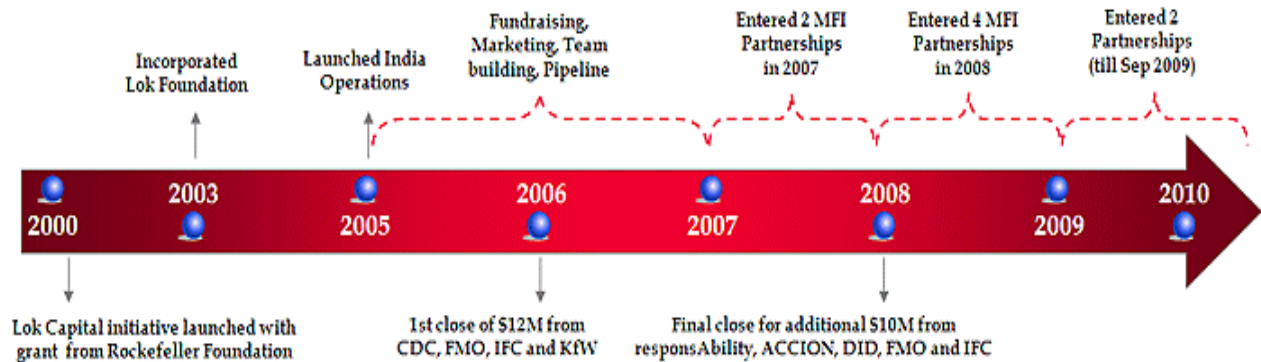 Incorporated
Lok Foundation
Launched India
Operations
Fundraising,
Marketing, Team
building, Pipeline
Entered 2 MFI
Partnerships
in 2007
Entered 4 MFI
Partnerships
in 2008
Entered 2
Partnerships
(till Sep 2009)
2000
2003
2005
2006
2007
2008
2009
2010
Lok Capital initiative launched with
grant from Rockefeller Foundation
1st close of $12M from
CDC, FMO, IFC and KfW
Final close for additional $10M from
responsAbility, ACCION, DID, FMO and IFC